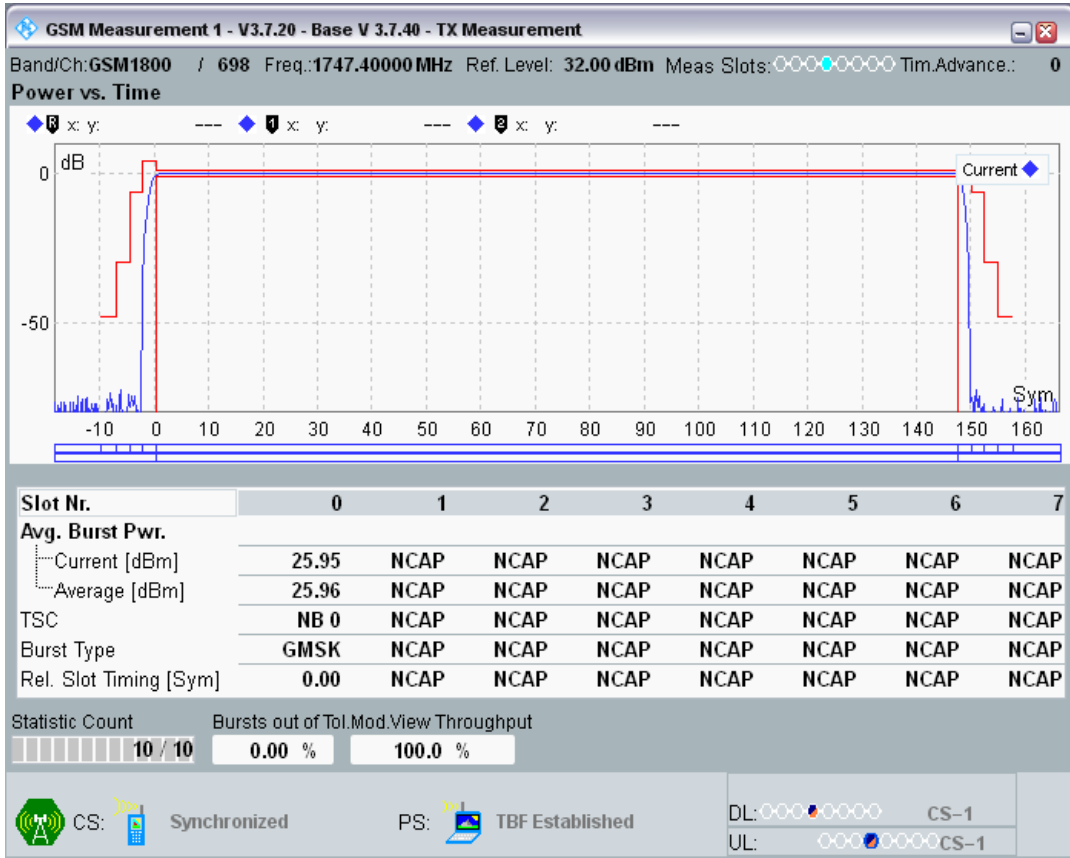 GSM Measurement 1 - V3.7.20 - Base V 3.7.40 - TX Measurement
Band/Ch:GSM1800 / 698 Freq.:1747.40000 MHz Ref. Level: 32.00 dBm Meas Slots: Tim.Advance.: 0
Power vs. Time
R x: y: --- 1 x: y: --- 2 x: y: ---
dB
Current
0
-50
Sym
-10 0 10 20 30 40 50 60 70 80 90 100 110 120 130 140 150 160
Slot Nr. 0 1 2 3 4 5 6 7
Avg. Burst Pwr.
Current [dBm] 25.95 NCAP NCAP NCAP NCAP NCAP NCAP NCAP
Average [dBm] 25.96 NCAP NCAP NCAP NCAP NCAP NCAP NCAP
TSC NB 0 NCAP NCAP NCAP NCAP NCAP NCAP NCAP
Burst Type GMSK NCAP NCAP NCAP NCAP NCAP NCAP NCAP
Rel. Slot Timing [Sym] 0.00 NCAP NCAP NCAP NCAP NCAP NCAP NCAP
Statistic Count Bursts out of Tol.Mod.View Throughput
10 / 10 0.00 % 100.0 %
CS: Synchronized PS: TBF Established
DL: CS-1
UL: CS-1